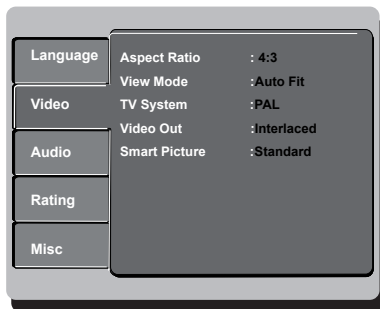 Language
Video
Audio
Rating
Misc
Aspect Ratio : 4:3
View Mode :Auto Fit
TV System :PAL
Video Out :Interlaced
Smart Picture :Standard